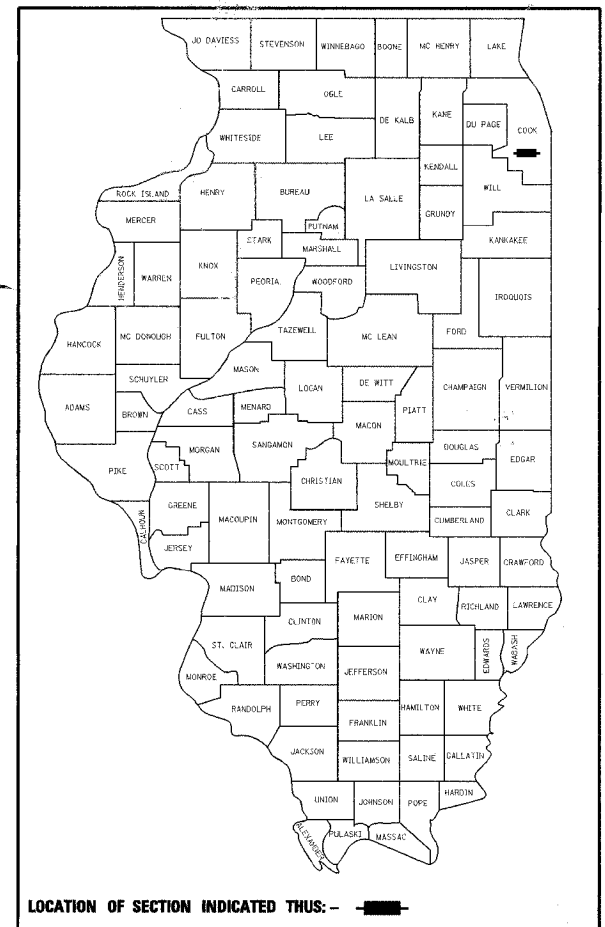 JO DAVIESS STEVENSON WINNEBAGO BOONE MC HENRY LAKE
CARROLL OGLE DE KALB KANE DU PAGE COOK
WHITESIDE LEE KENDALL WILL
ROCK ISLAND HENRY BUREAU LA SALLE GRUNDY
MERCER PUTNAM KANKAKEE
STARK MARSHALL LIVINGSTON
HENDERSON WARREN KNOX PEORIA WOODFORD IROQUOIS
HANCOCK MC DONOUGH FULTON TAZEWELL MC LEAN FORD
SCHUYLER MASON LOGAN DE WITT CHAMPAIGN VERMILION
ADAMS BROWN CASS MENARD MACON PIATT
MORGAN SANGAMON DOUGLAS EDGAR
PIKE SCOTT CHRISTIAN MOULTRIE COLES
CALHOUN GREENE MACOUPIN MONTGOMERY SHELBY CUMBERLAND CLARK
JERSEY FAYETTE EFFINGHAM JASPER CRAWFORD
MADISON BOND
CLINTON MARION CLAY RICHLAND LAWRENCE
ST. CLAIR WASHINGTON JEFFERSON WAYNE EDWARDS WABASH
MONROE
RANDOLPH PERRY FRANKLIN HAMILTON WHITE
JACKSON WILLIAMSON SALINE GALLATIN
UNION JOHNSON POPE HARDIN
ALEXANDER PULASKI MASSAC
LOCATION OF SECTION INDICATED THUS: –